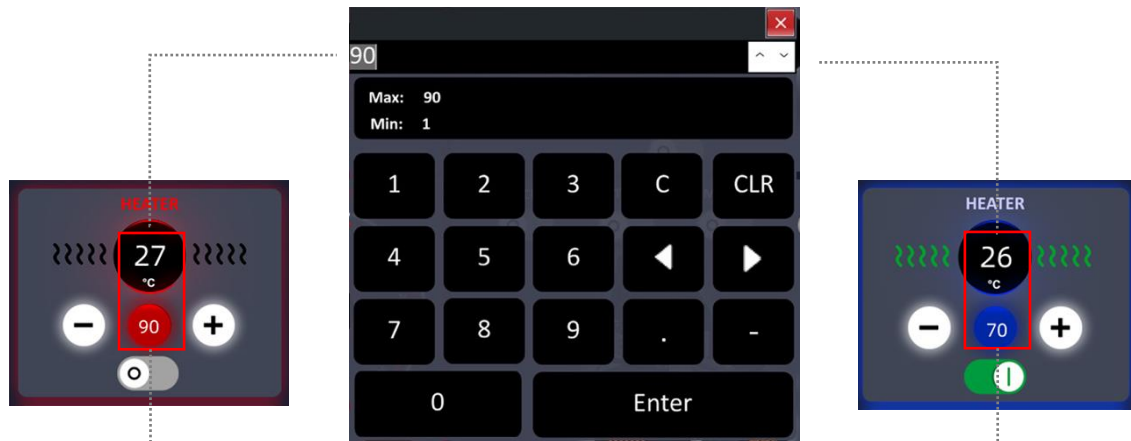 90
Max: 90
Min: 1
1 2 3 C CLR
4 5 6
7 8 9 . -
0 Enter
HEATER
27
°C
90
HEATER
26
°C
70